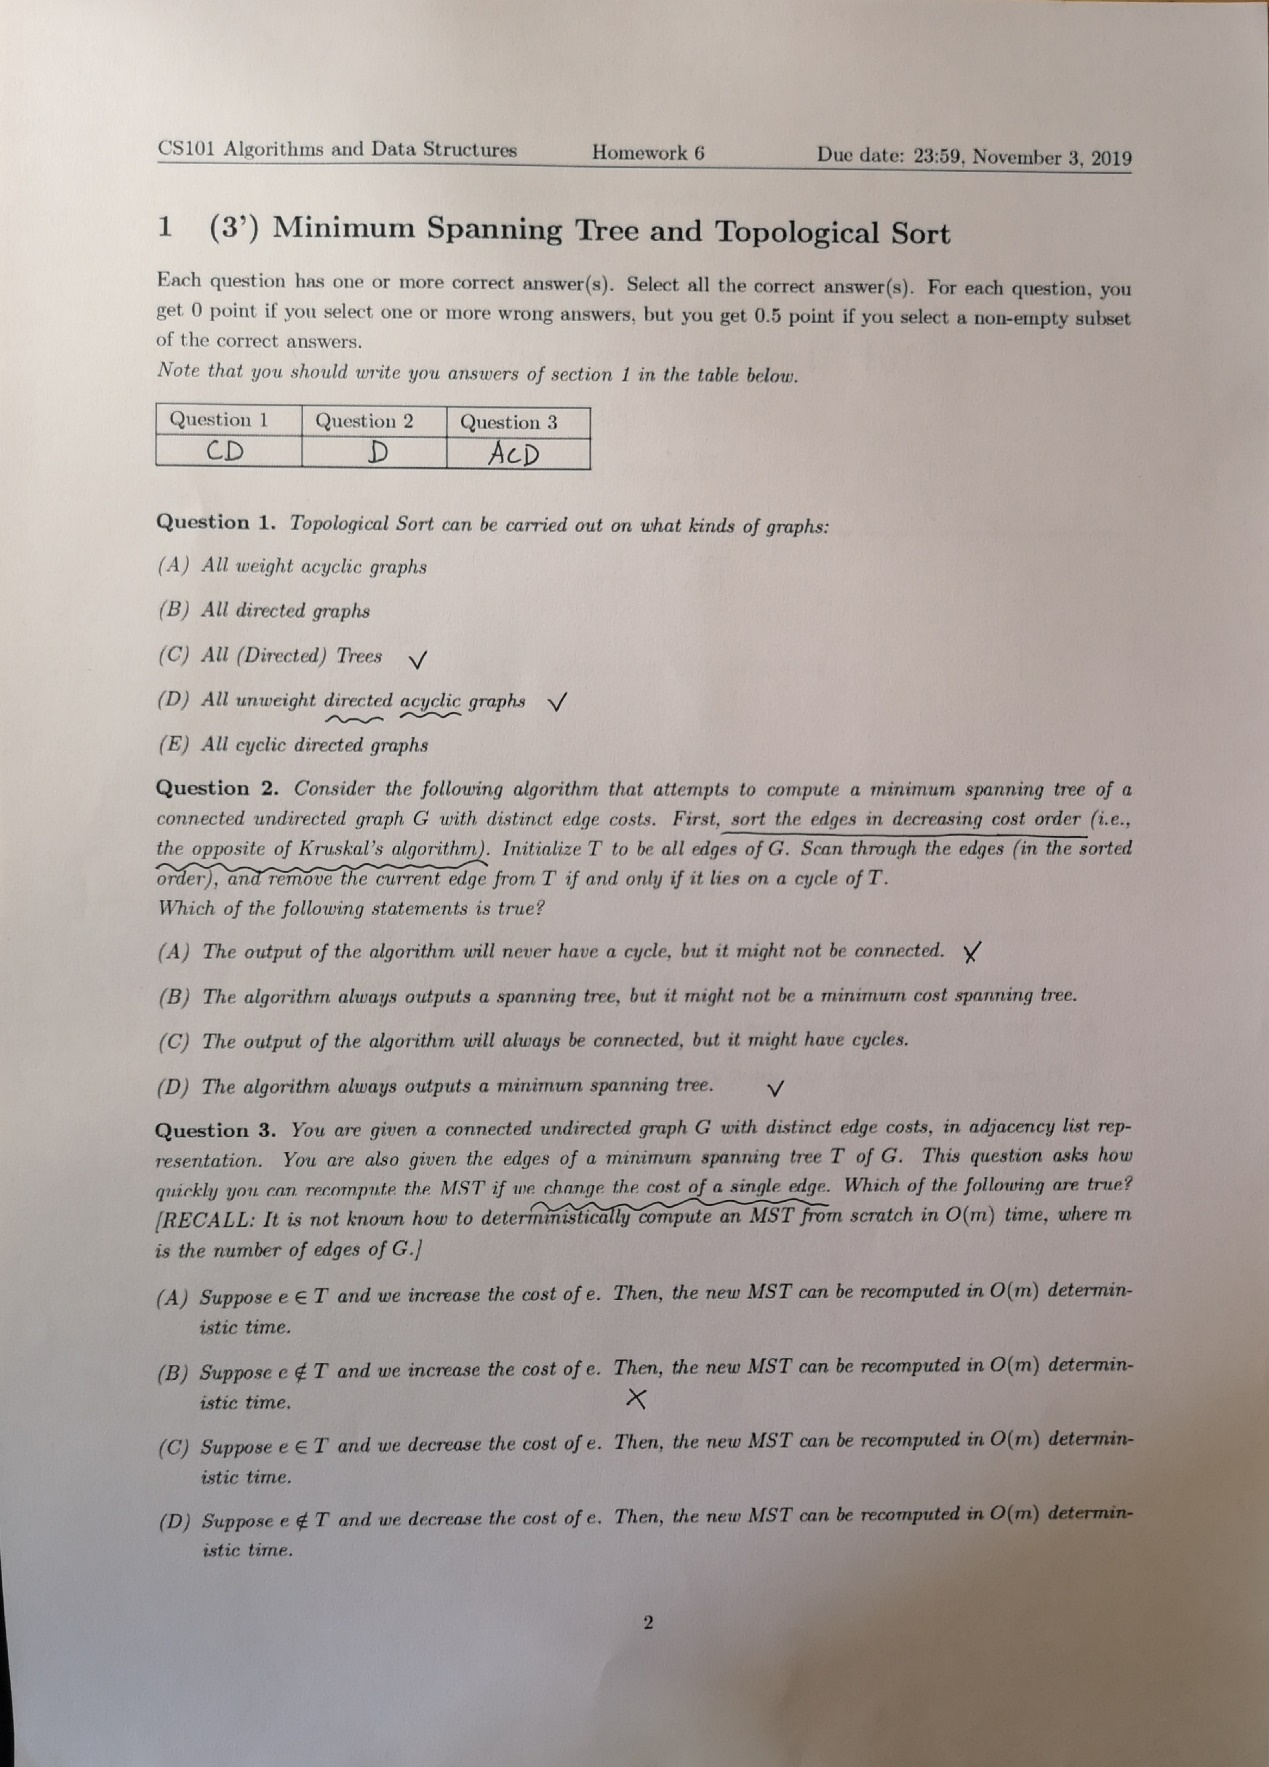 CS101 Algorithms and Data Structures Homework 6 Due date: 23:59, November 3, 2019
1 (3') Minimum Spanning Tree and Topological Sort
Each question has one or more correct answer(s). Select all the correct answer(s). For each question, you
get 0 point if you select one or more wrong answers, but you get 0.5 point if you select a non-empty subset
of the correct answers.
Note that you should write you answers of section 1 in the table below.
Question 1 Question 2 Question 3
CD D ACD
Question 1. Topological Sort can be carried out on what kinds of graphs:
(A) All weight acyclic graphs
(B) All directed graphs
(C) All (Directed) Trees ✓
(D) All unweight directed acyclic graphs ✓
(E) All cyclic directed graphs
Question 2. Consider the following algorithm that attempts to compute a minimum spanning tree of a
connected undirected graph G with distinct edge costs. First, sort the edges in decreasing cost order (i.e.,
the opposite of Kruskal's algorithm). Initialize T to be all edges of G. Scan through the edges (in the sorted
order), and remove the current edge from T if and only if it lies on a cycle of T.
Which of the following statements is true?
(A) The output of the algorithm will never have a cycle, but it might not be connected. ✗
(B) The algorithm always outputs a spanning tree, but it might not be a minimum cost spanning tree.
(C) The output of the algorithm will always be connected, but it might have cycles.
(D) The algorithm always outputs a minimum spanning tree. ✓
Question 3. You are given a connected undirected graph G with distinct edge costs, in adjacency list rep-
resentation. You are also given the edges of a minimum spanning tree T of G. This question asks how
quickly you can recompute the MST if we change the cost of a single edge. Which of the following are true?
[RECALL: It is not known how to deterministically compute an MST from scratch in O(m) time, where m
is the number of edges of G.]
(A) Suppose e ∈ T and we increase the cost of e. Then, the new MST can be recomputed in O(m) determin-
istic time.
(B) Suppose e ∉ T and we increase the cost of e. Then, the new MST can be recomputed in O(m) determin-
istic time. ✗
(C) Suppose e ∈ T and we decrease the cost of e. Then, the new MST can be recomputed in O(m) determin-
istic time.
(D) Suppose e ∉ T and we decrease the cost of e. Then, the new MST can be recomputed in O(m) determin-
istic time.
2